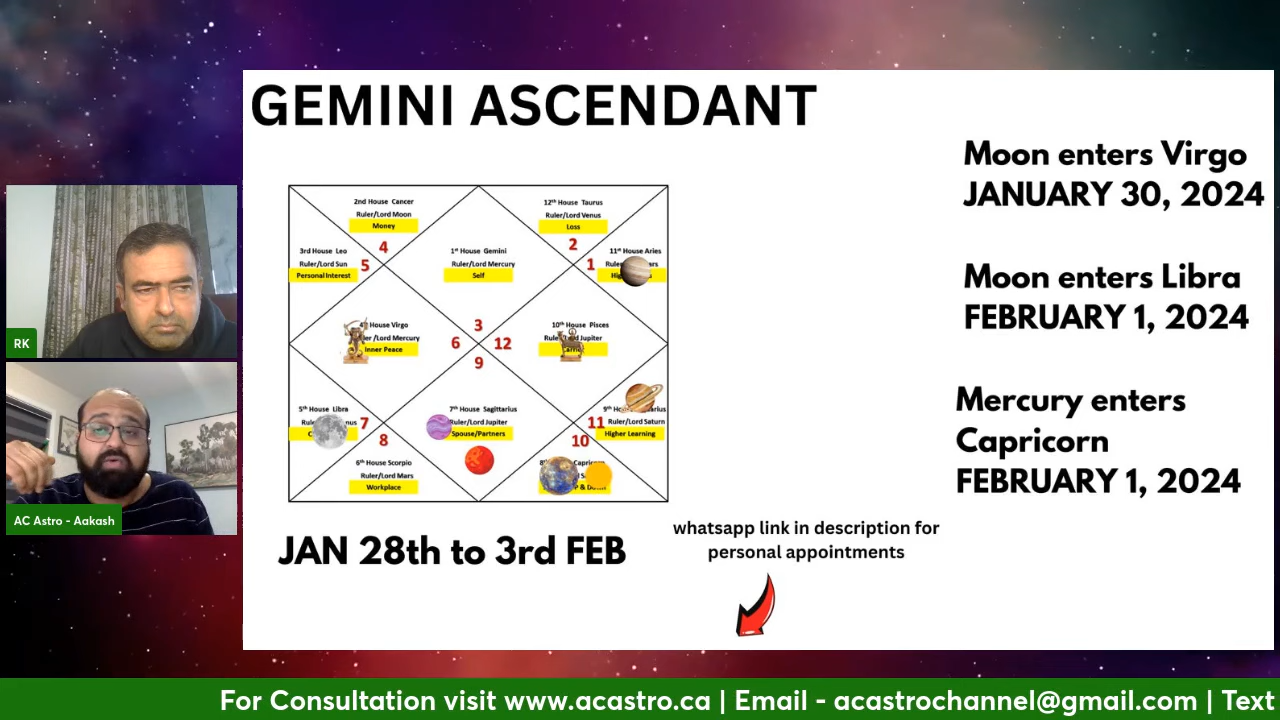 GEMINI ASCENDANT
Moon enters Virgo
JANUARY 30, 2024
Moon enters Libra
FEBRUARY 1, 2024
Mercury enters
Capricorn
FEBRUARY 1, 2024
2nd House Cancer
Ruler/Lord Moon
Money
4
12th House Taurus
Ruler/Lord Venus
Loss
2
3rd House Leo
Ruler/Lord Sun
Personal Interest
5
1st House Gemini
Ruler/Lord Mercury
Self
1
11th House Aries
House Virgo
/Lord Mercury
Inner Peace
3
6
12
9
10th House Pisces
Jupiter
5th House Libra
7
8
7th House Sagittarius
Ruler/Lord Jupiter
Spouse/Partners
11
10
Ruler/Lord Saturn
Higher Learning
6th House Scorpio
Ruler/Lord Mars
Workplace
JAN 28th to 3rd FEB
whatsapp link in description for
personal appointments
RK
AC Astro - Aakash
For Consultation visit www.acastro.ca | Email - acastrochannel@gmail.com | Text